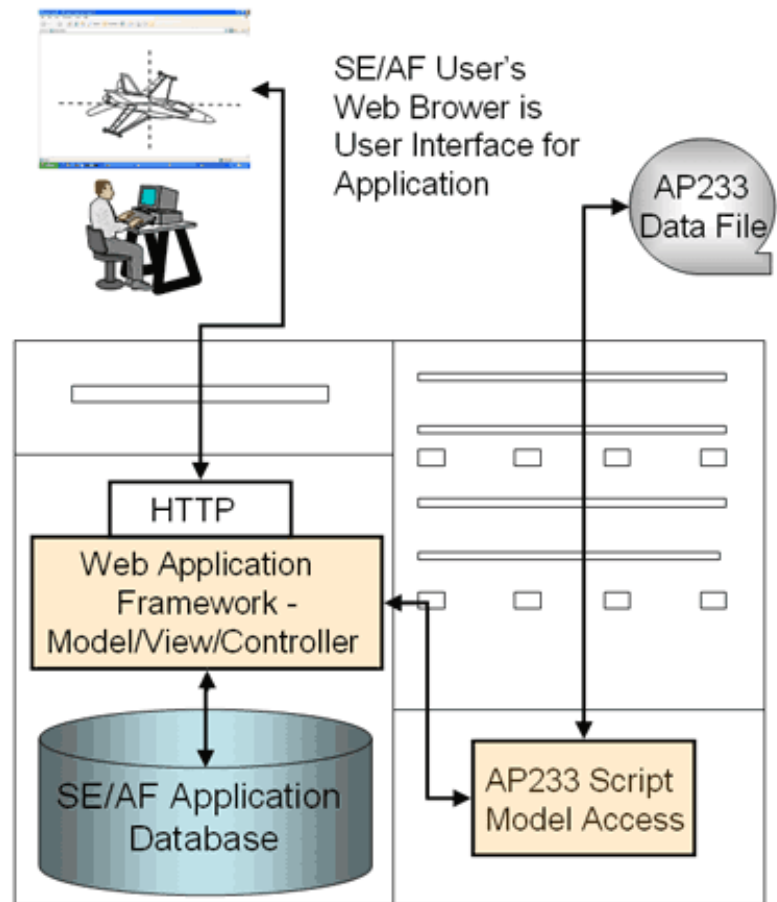 SE/AF User's
Web Brower is
User Interface for
Application
AP233
Data File
HTTP
Web Application
Framework -
Model/View/Controller
SE/AF Application
Database
AP233 Script
Model Access